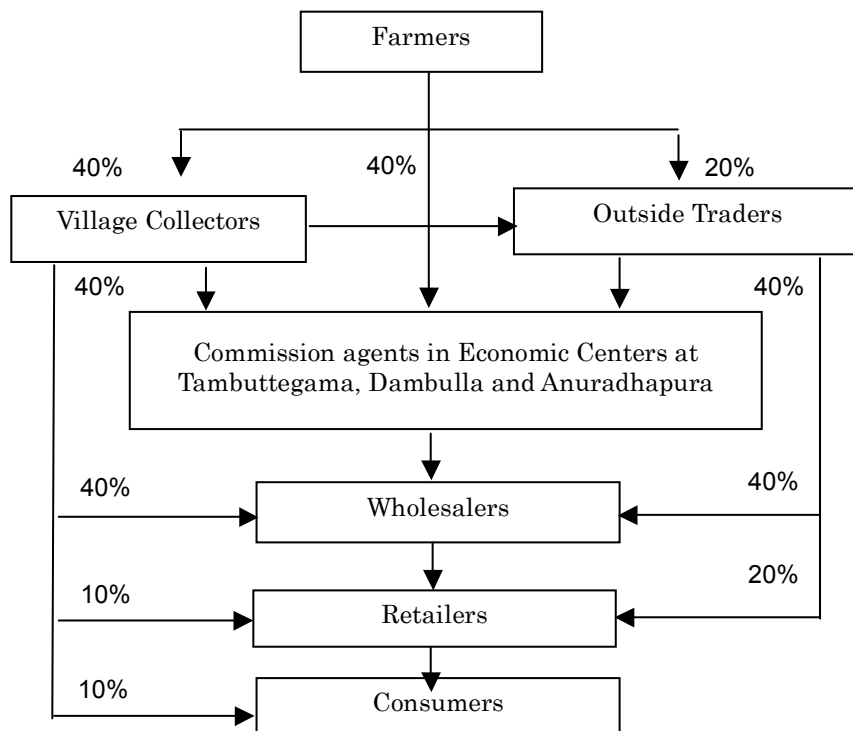 Farmers
40%
40%
20%
Village Collectors
Outside Traders
40%
40%
Commission agents in Economic Centers at
Tambuttegama, Dambulla and Anuradhapura
40%
40%
Wholesalers
10%
20%
Retailers
10%
Consumers